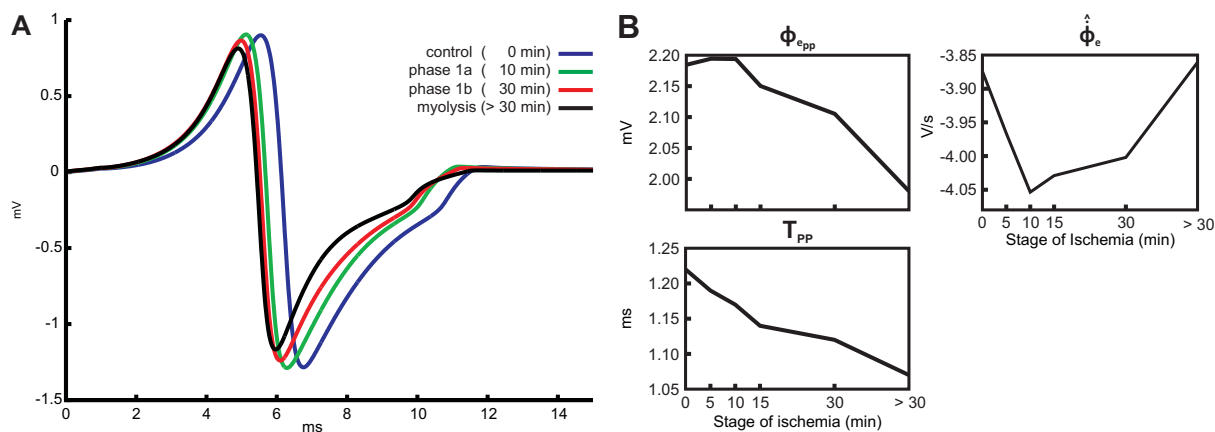 A
1
0.5
0
mV
-0.5
-1
-1.5
0 2 4 6 8 10 12 14
ms
control ( 0 min)
phase 1a ( 10 min)
phase 1b ( 30 min)
myolysis (> 30 min)
B
ϕepp
2.20
2.15
2.10
2.05
2.00
mV
ϕ̇̂e
-3.85
-3.90
-3.95
-4.00
-4.05
V/s
0 5 10 15 30 > 30
Stage of Ischemia (min)
TPP
1.25
1.20
1.15
1.10
1.05
ms
0 5 10 15 30 > 30
Stage of ischemia (min)